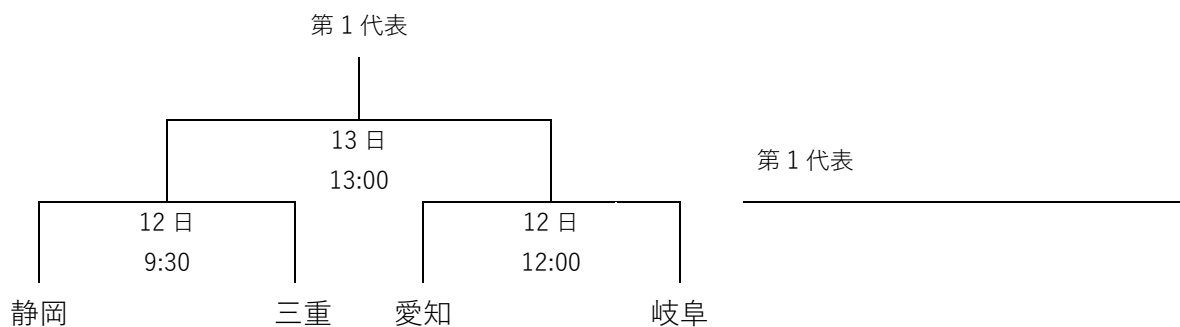 第１代表
13 日
13:00
第１代表
12 日
9:30
12 日
12:00
静岡
三重
愛知
岐阜